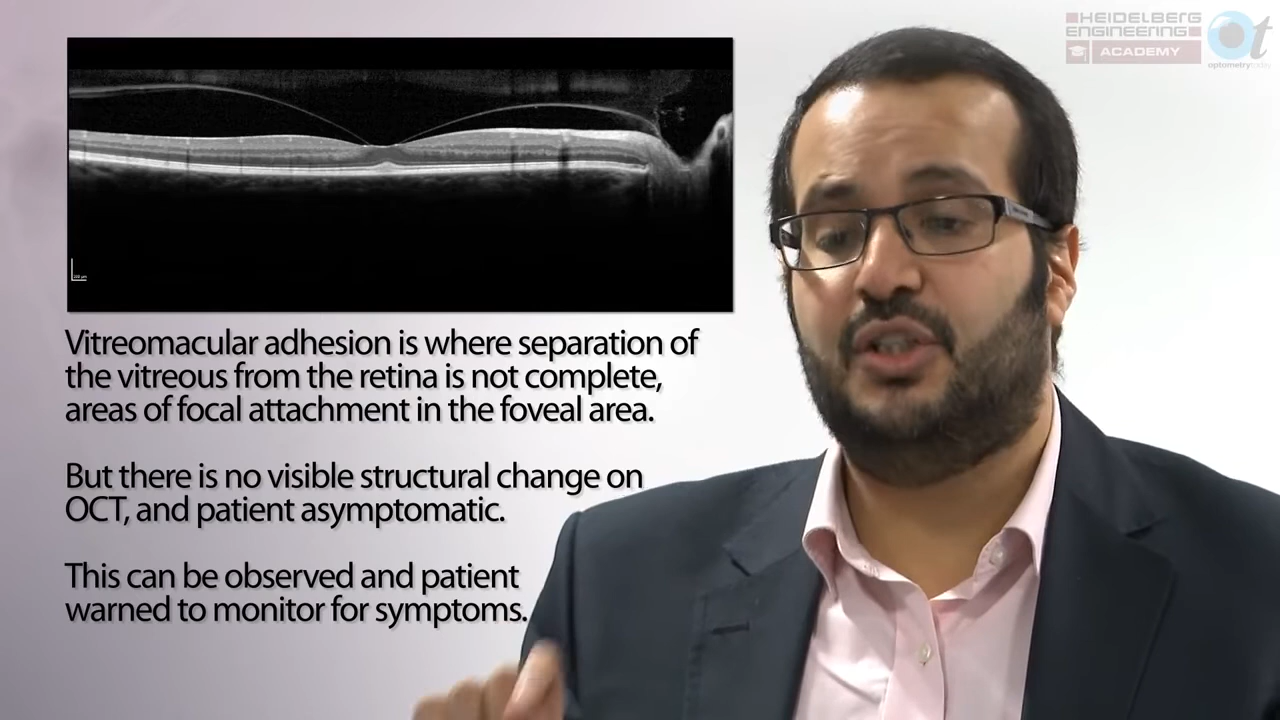 HEIDELBERG
ENGINEERING
ACADEMY
optometrytoday
Vitreomacular adhesion is where separation of
the vitreous from the retina is not complete,
areas of focal attachment in the foveal area.
But there is no visible structural change on
OCT, and patient asymptomatic.
This can be observed and patient
warned to monitor for symptoms.